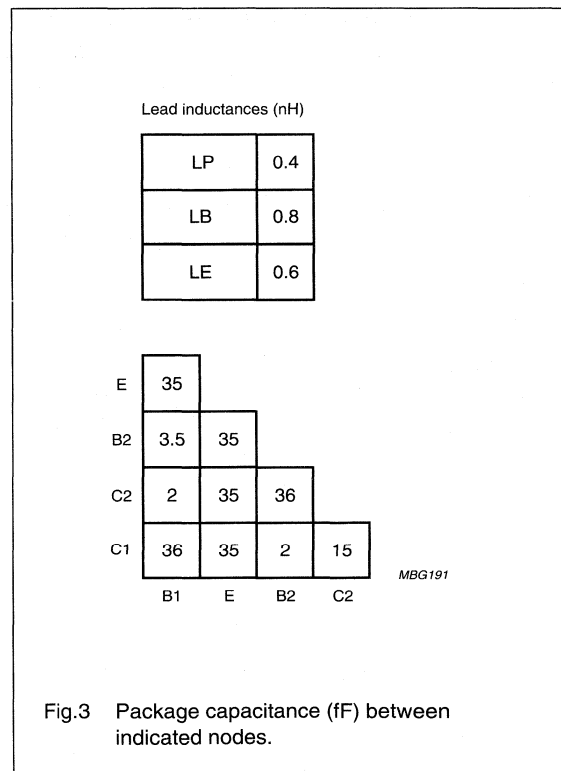 Lead inductances (nH)
LP 0.4
LB 0.8
LE 0.6
E 35
B2 3.5 35
C2 2 35 36
C1 36 35 2 15
MBG191
B1 E B2 C2
Fig.3 Package capacitance (fF) between
indicated nodes.